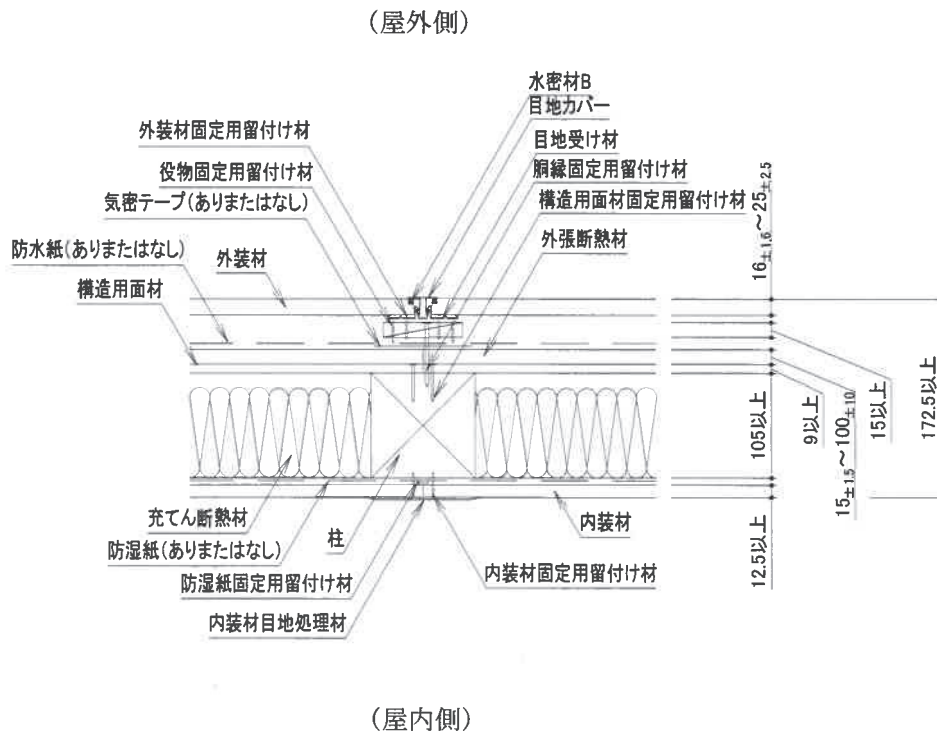 (屋外側)
水密材B
目地カバー
外装材固定用留付け材
目地受け材
役物固定用留付け材
胴縁固定用留付け材
気密テープ(ありまたはなし)
構造用面材固定用留付け材
防水紙(ありまたはなし)
外装材
外張断熱材
構造用面材
16±1.6~25±2.5
105以上
9以上
15±1.5~100±10
15以上
172.5以上
12.5以上
充てん断熱材
柱
内装材
防湿紙(ありまたはなし)
防湿紙固定用留付け材
内装材固定用留付け材
内装材目地処理材
(屋内側)